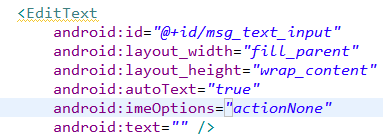 <EditText
android:id="@+id/msg_text_input"
android:layout_width="fill_parent"
android:layout_height="wrap_content"
android:autoText="true"
android:imeOptions="actionNone"
android:text="" />